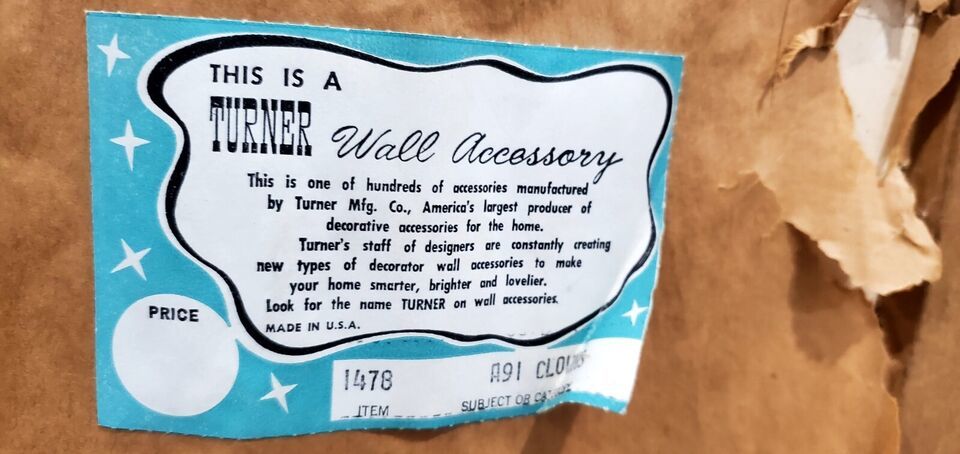 THIS IS A
TURNER Wall Accessory
This is one of hundreds of accessories manufactured
by Turner Mfg. Co., America's largest producer of
decorative accessories for the home.
Turner's staff of designers are constantly creating
new types of decorator wall accessories to make
your home smarter, brighter and lovelier.
Look for the name TURNER on wall accessories.
MADE IN U.S.A.
PRICE
1478 A91
ITEM SUBJECT OR